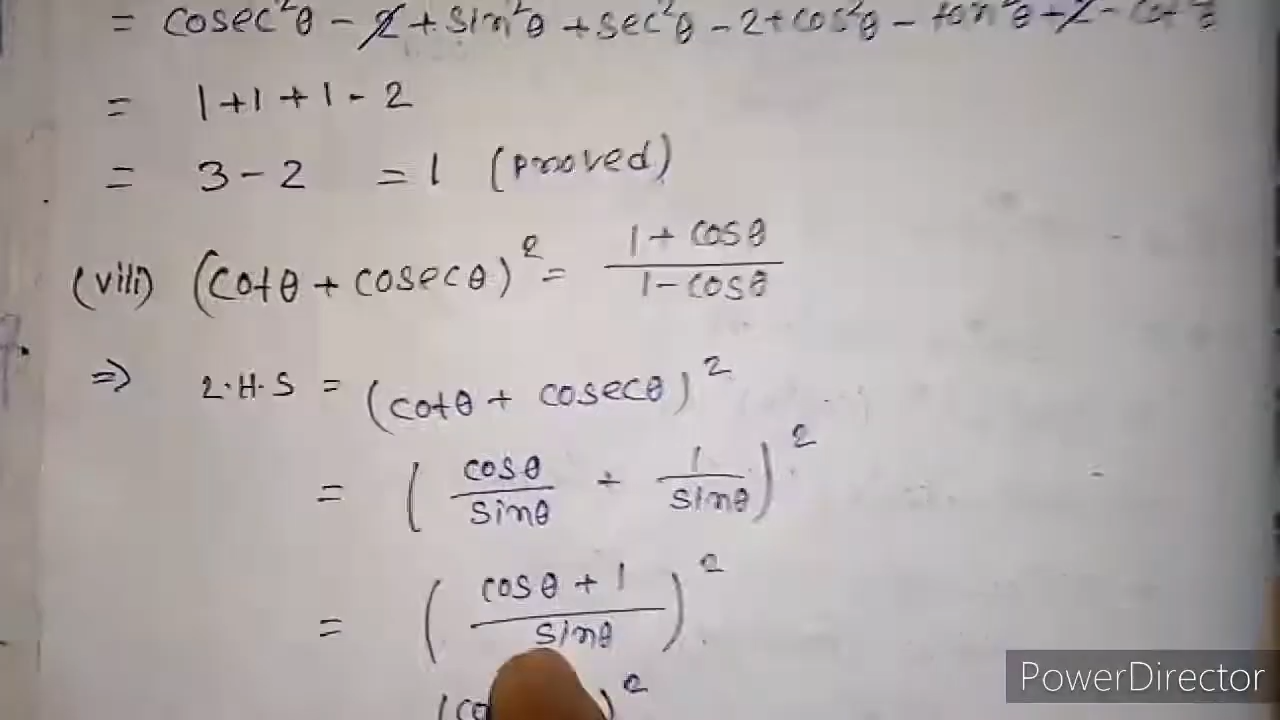 = cosec²θ - 2 + sin²θ + sec²θ - 2 + cos²θ - tan²θ + 2 - cot²θ
= 1+1+1-2
= 3-2 = 1 (proved)
(viii) (cotθ + cosecθ)² = 1+cosθ / 1-cosθ
⇒ L.H.S = (cotθ + cosecθ)²
= (cosθ / sinθ + 1 / sinθ)²
= (cosθ + 1 / sinθ)²
PowerDirector